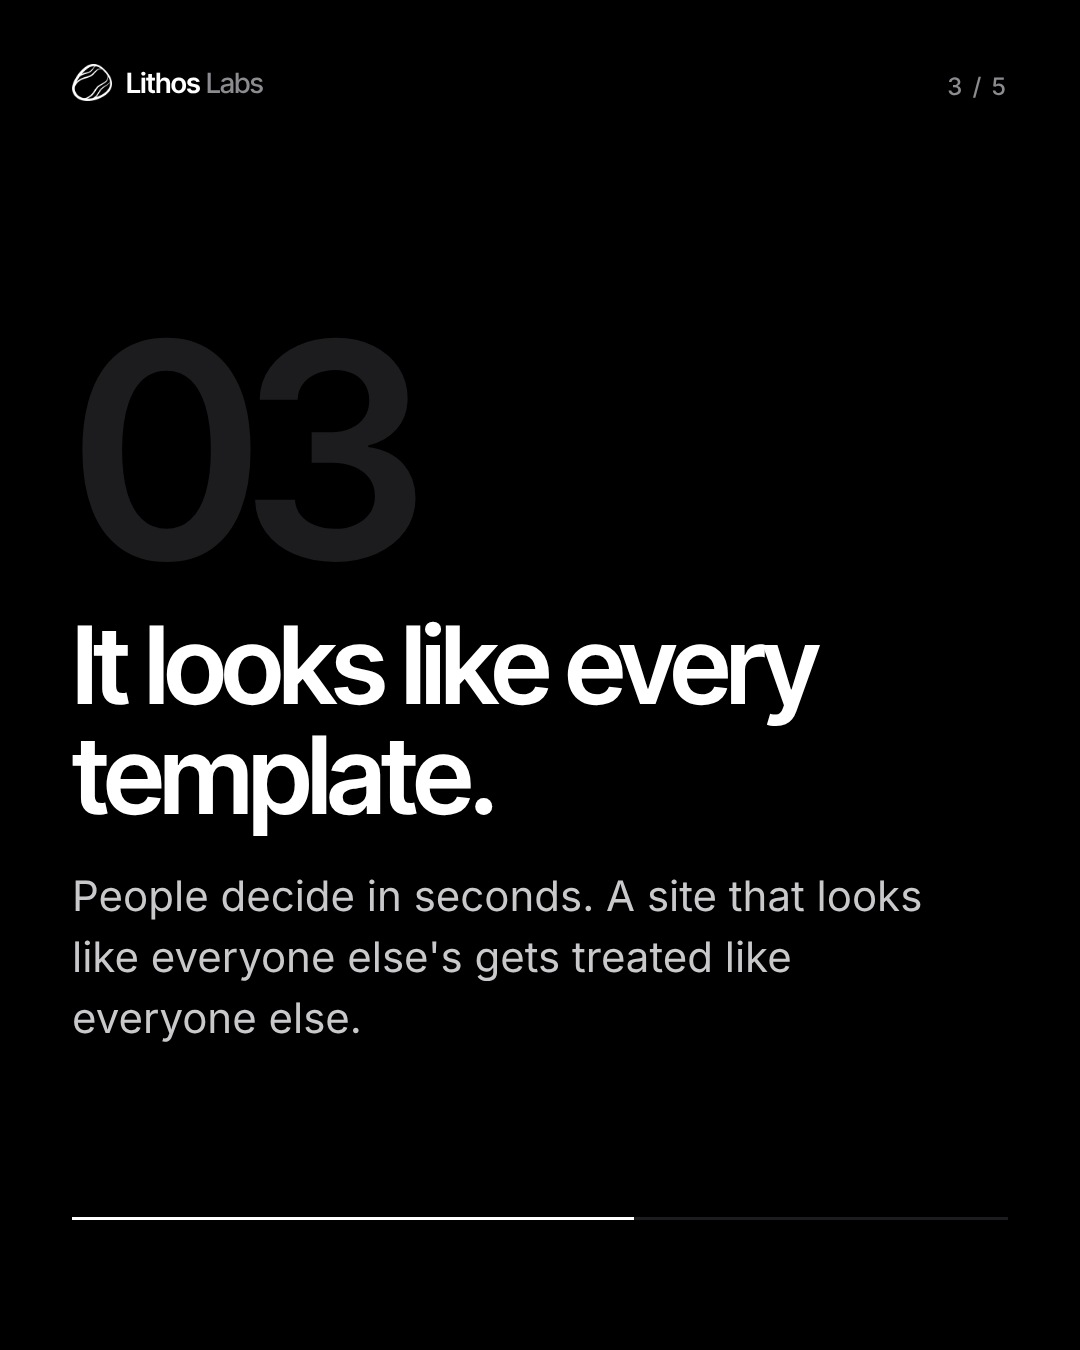 Lithos Labs
3 / 5
03
It looks like every
template.
People decide in seconds. A site that looks
like everyone else's gets treated like
everyone else.